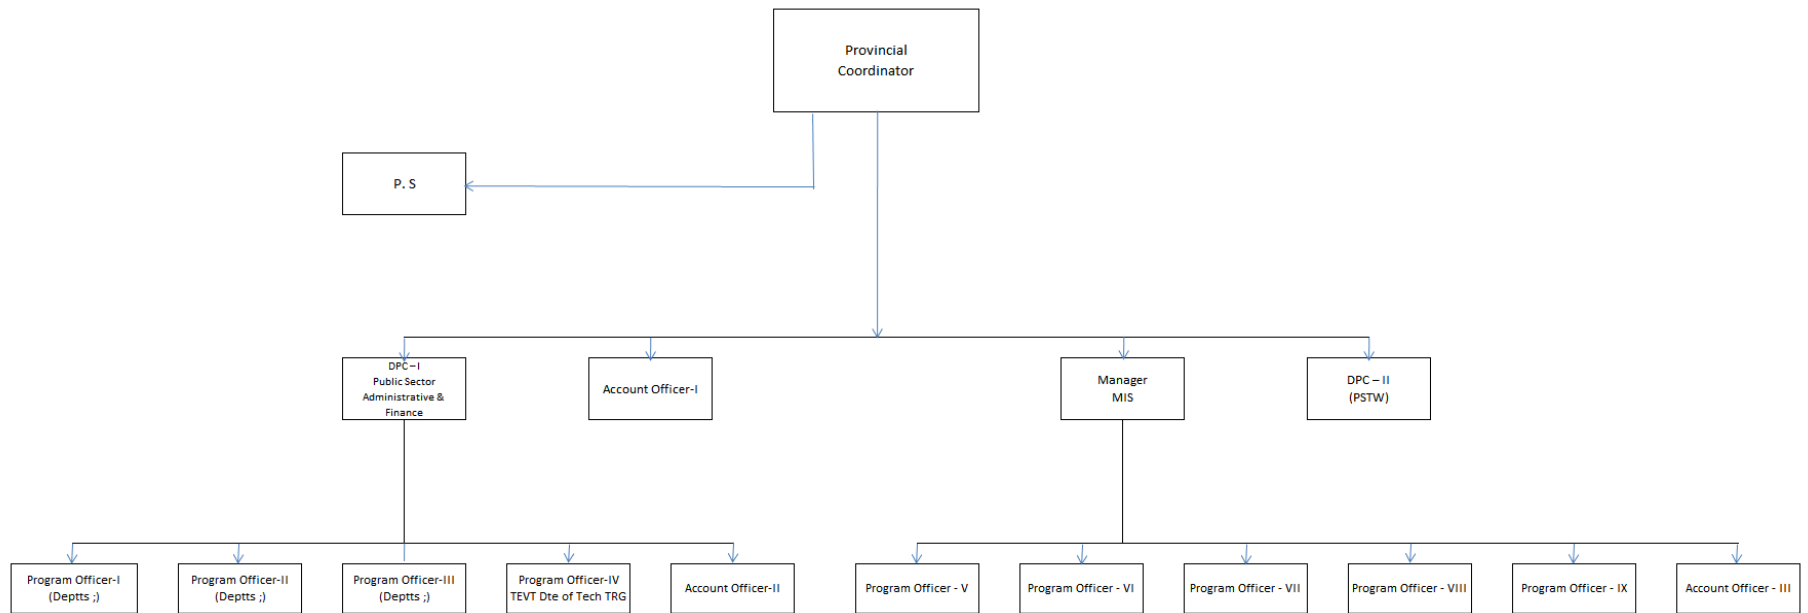 Provincial
Coordinator
P. S
DPC – I
Public Sector
Administrative &
Finance
Account Officer-I
Manager
MIS
DPC – II
(PSTW)
Program Officer-I
(Deptts ;)
Program Officer-II
(Deptts ;)
Program Officer-III
(Deptts ;)
Program Officer-IV
TEVT Dte of Tech TRG
Account Officer-II
Program Officer - V
Program Officer - VI
Program Officer - VII
Program Officer - VIII
Program Officer - IX
Account Officer - III